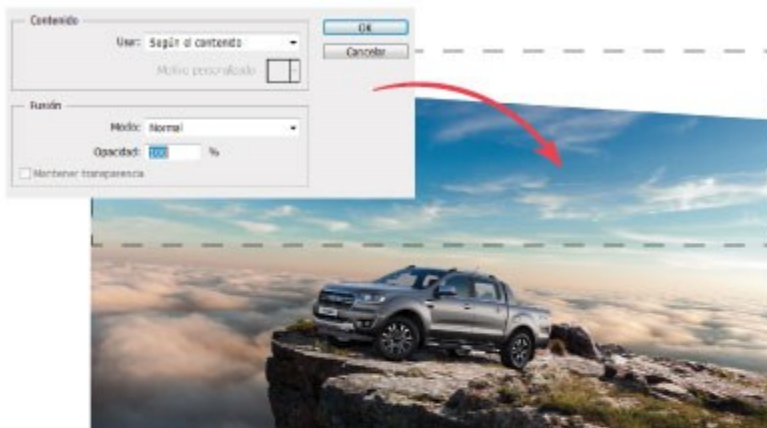 Contenido
Usar: Según el contenido
Motivo personalizado
OK
Cancelar
Fusión
Modo: Normal
Opacidad: 100 %
Mantener transparencia